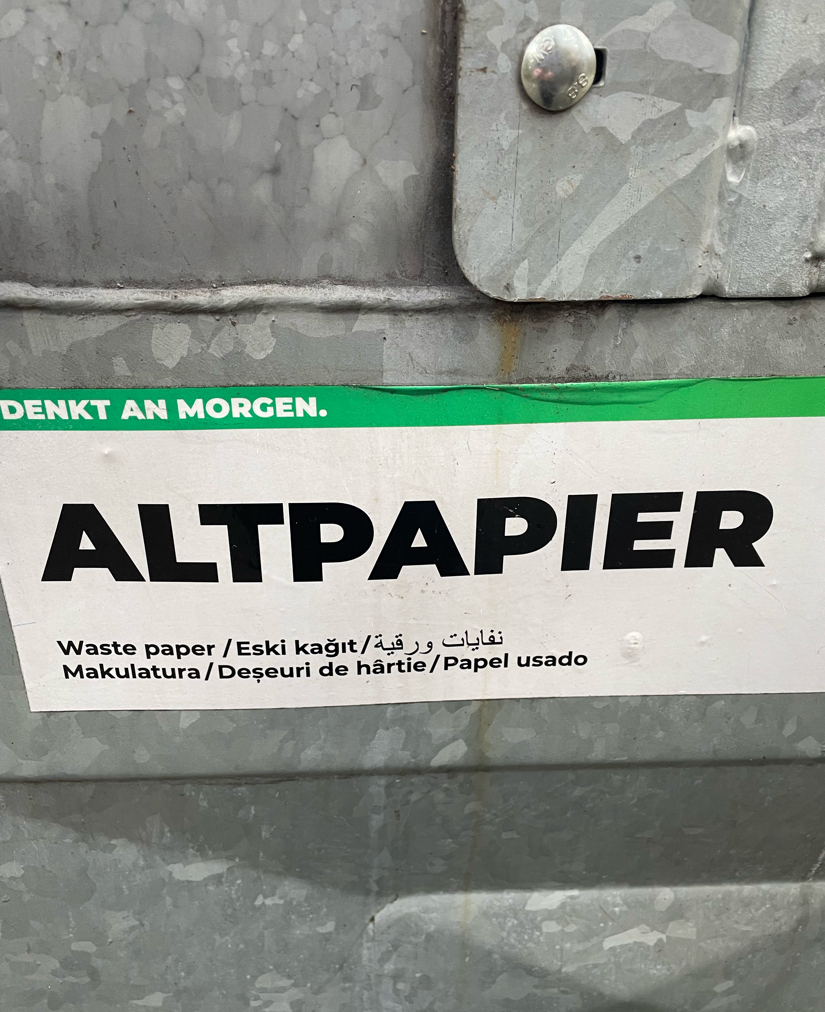 DENKT AN MORGEN.
ALTPAPIER
Waste paper / Eski kağıt / نفايات ورقية
Makulatura / Deșeuri de hârtie / Papel usado